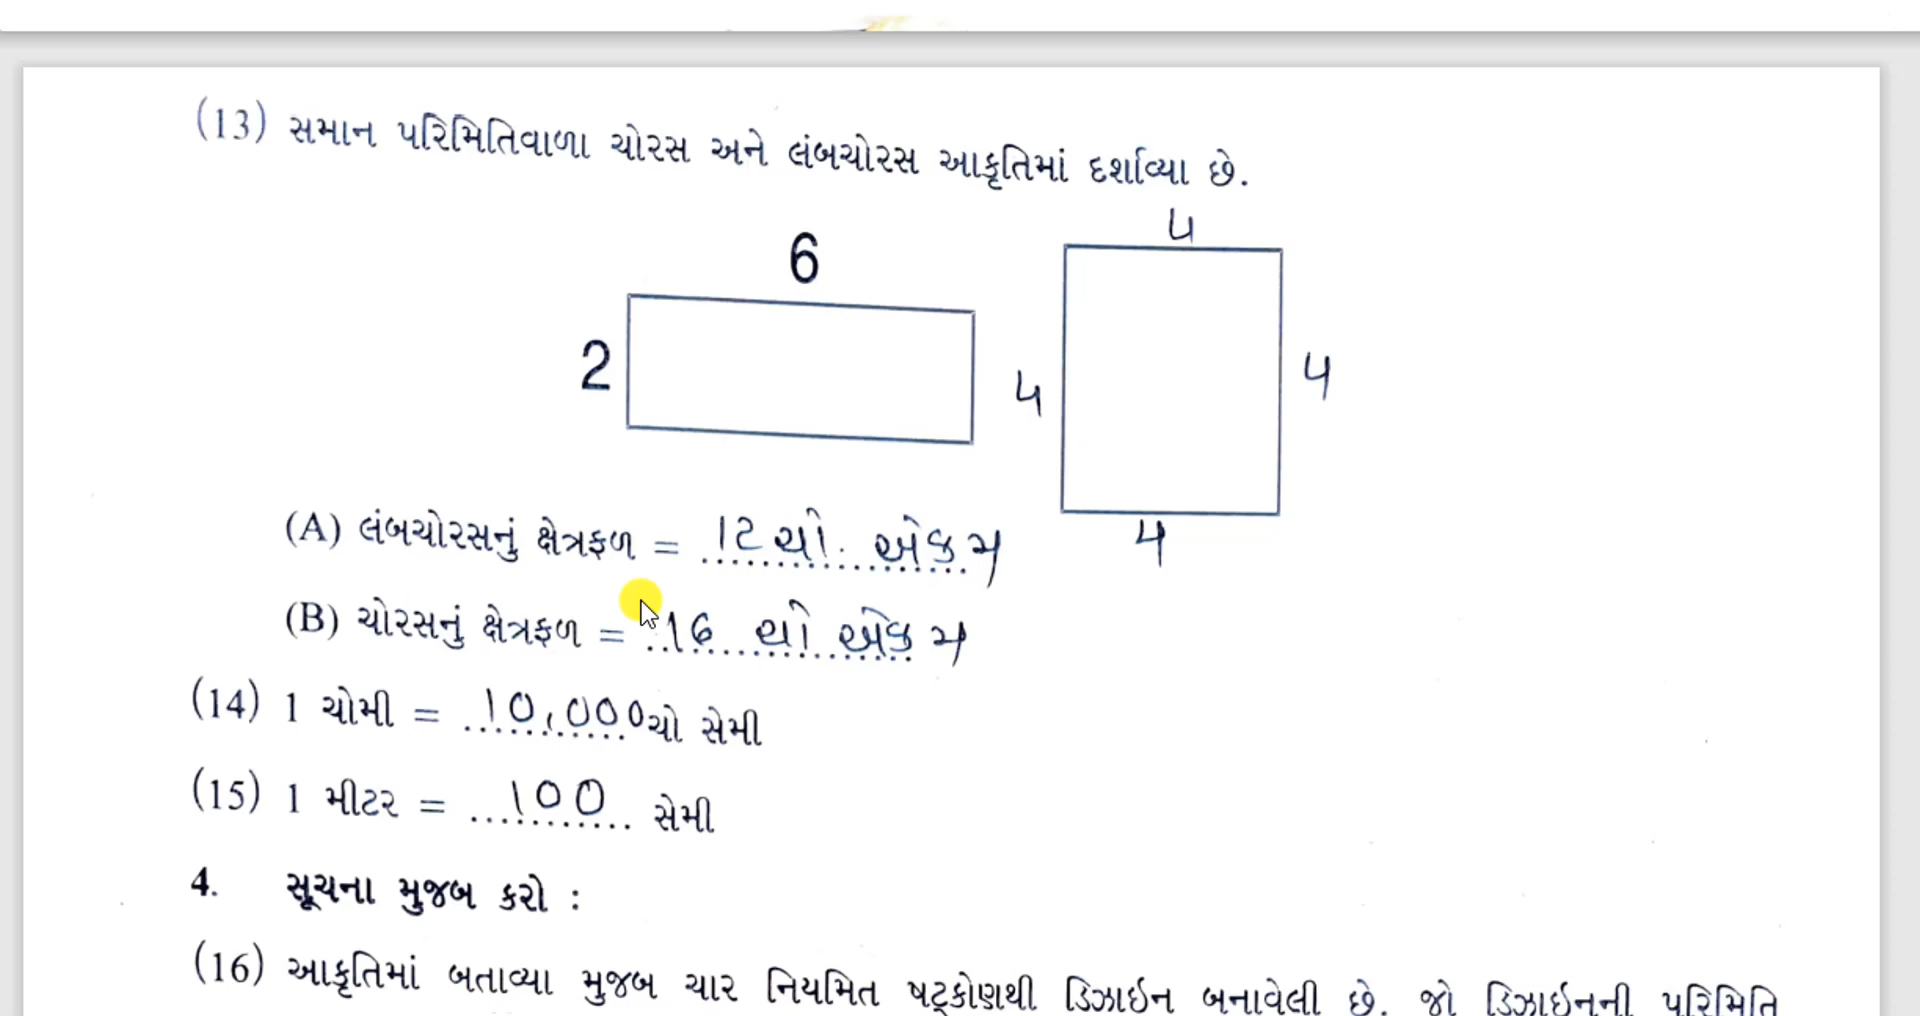 (13) સમાન પરિમિતિવાળા ચોરસ અને લંબચોરસ આકૃતિમાં દર્શાવ્યા છે.
4
6
2
4
4
4
(A) લંબચોરસનું ક્ષેત્રફળ = 12 ચો. એકમ
(B) ચોરસનું ક્ષેત્રફળ = 16 ચો એકમ
(14) 1 ચોમી = 10,000 ચો સેમી
(15) 1 મીટર = 100 સેમી
4. સૂચના મુજબ કરો :
(16) આકૃતિમાં બતાવ્યા મુજબ ચાર નિયમિત ષટ્કોણથી ડિઝાઇન બનાવેલી છે. જો ડિઝાઇનની પરિમિતિ